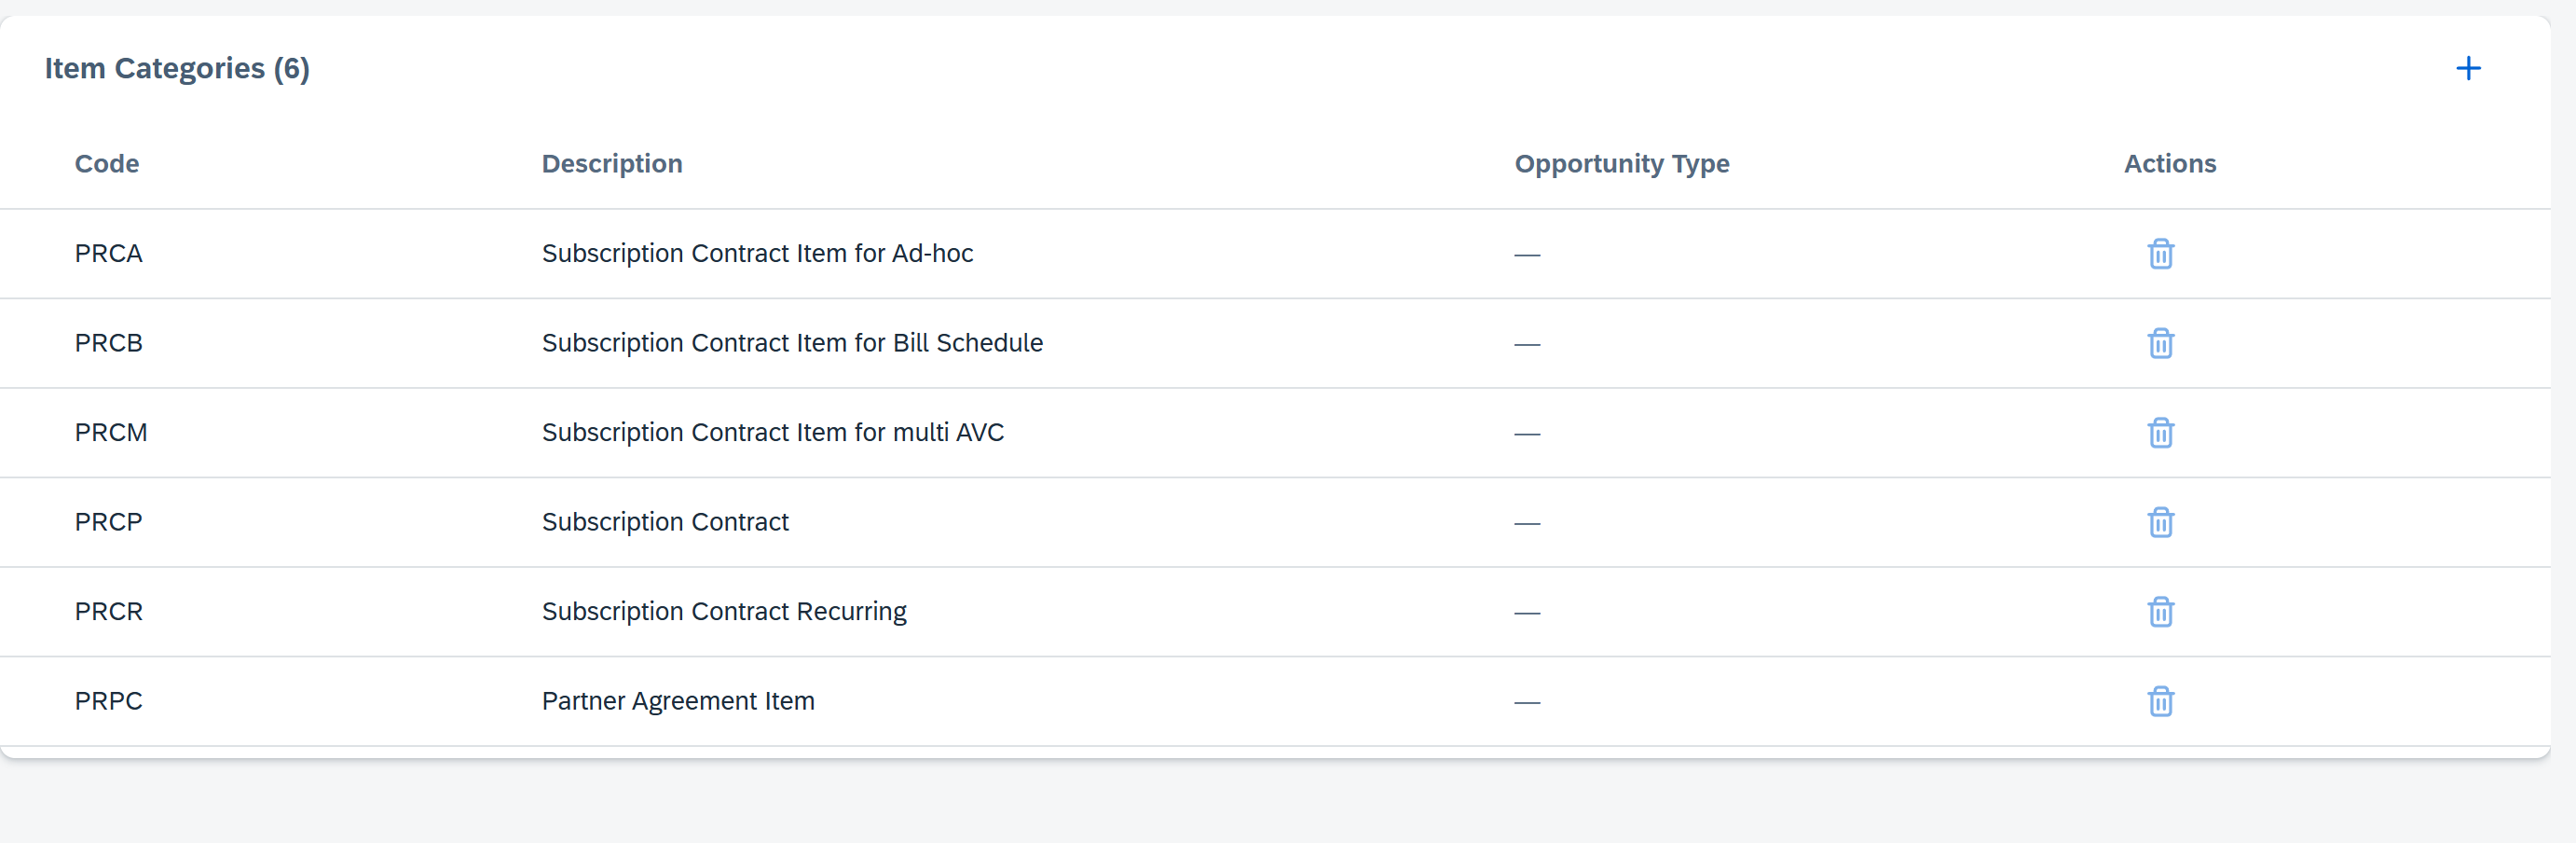 Item Categories (6)
Code Description Opportunity Type Actions
PRCA Subscription Contract Item for Ad-hoc —
PRCB Subscription Contract Item for Bill Schedule —
PRCM Subscription Contract Item for multi AVC —
PRCP Subscription Contract —
PRCR Subscription Contract Recurring —
PRPC Partner Agreement Item —